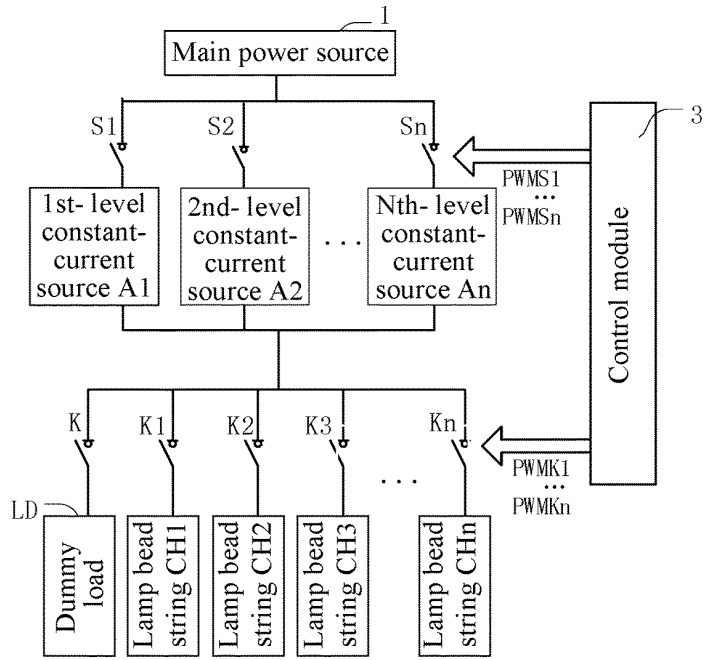 1
Main power source
S1
S2
Sn
3
PWMS1
...
PWMSn
1st- level
constant-
current
source A1
2nd- level
constant-
current
source A2
...
Nth- level
constant-
current
source An
Control module
K
K1
K2
K3
Kn
...
PWMK1
...
PWMKn
LD
Dummy
load
Lamp bead
string CH1
Lamp bead
string CH2
Lamp bead
string CH3
Lamp bead
string CHn